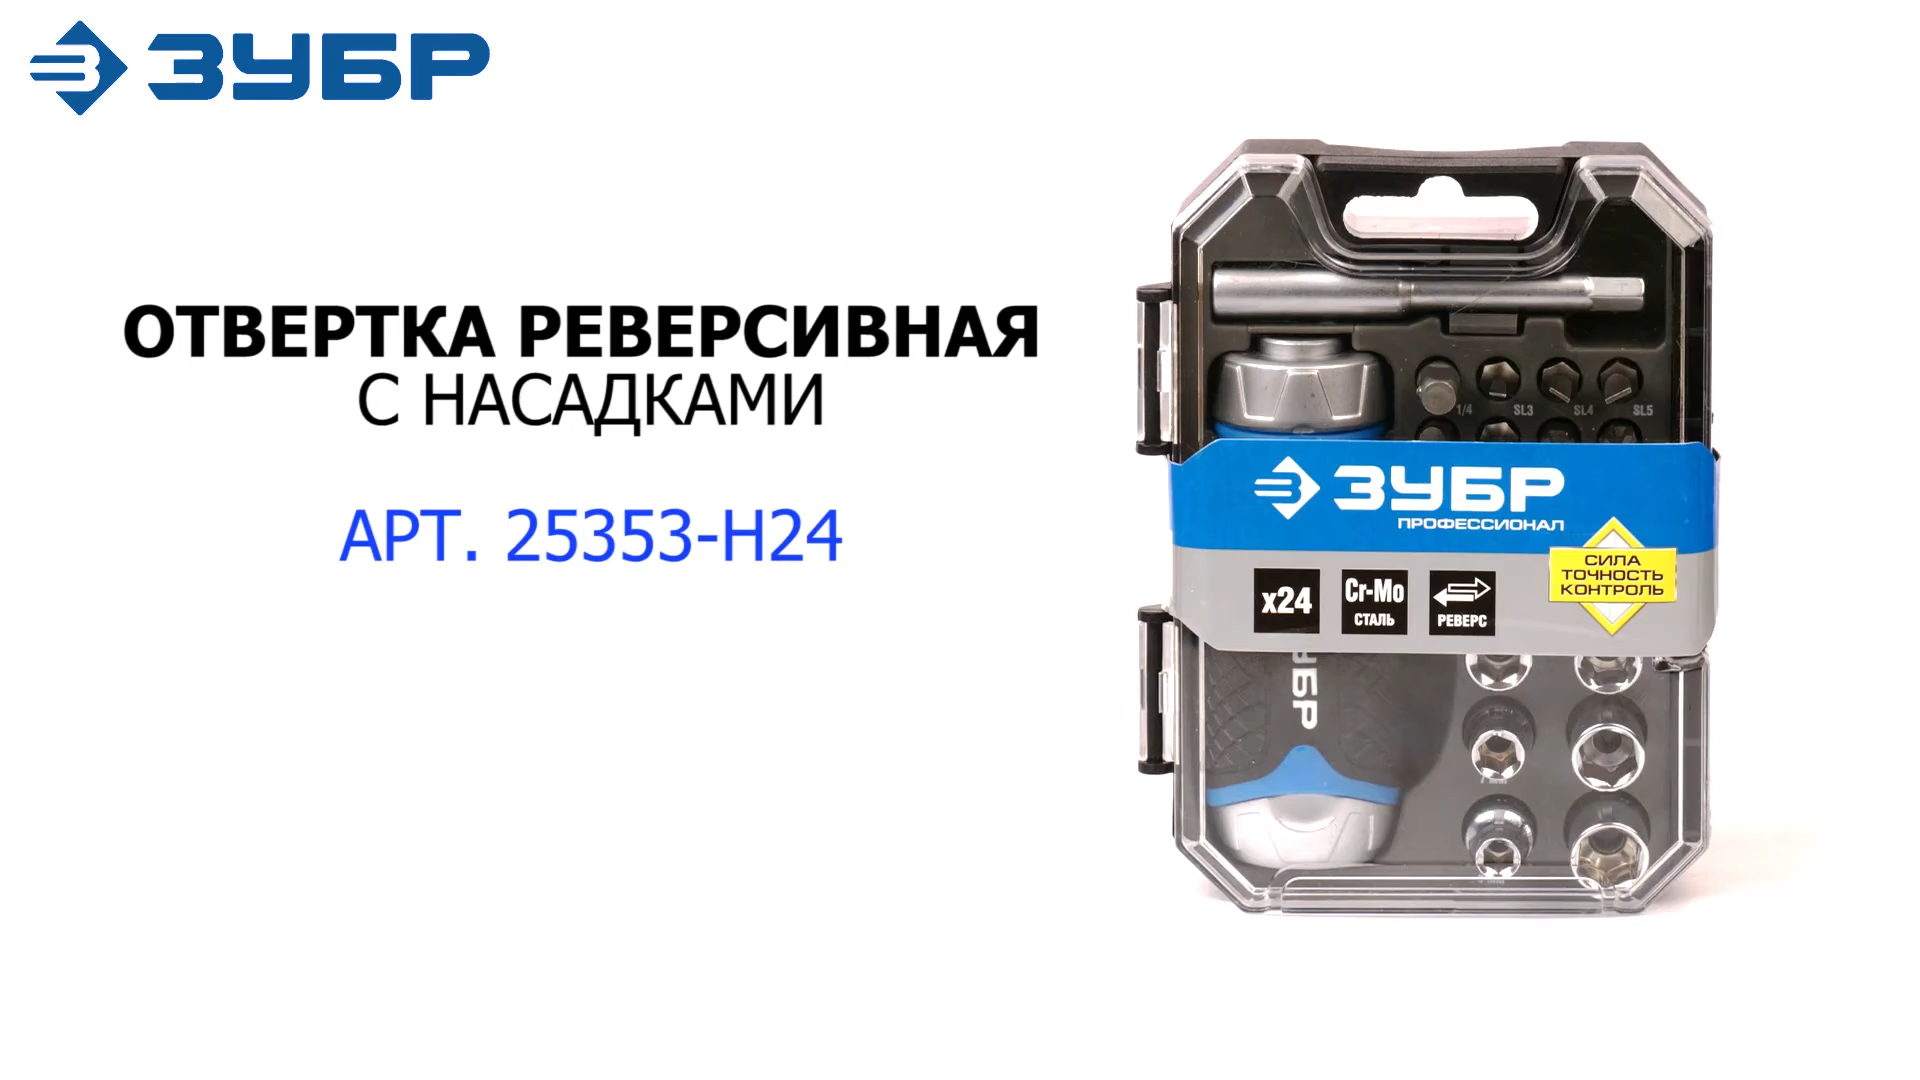 ЗУБР
ОТВЕРТКА РЕВЕРСИВНАЯ
С НАСАДКАМИ
АРТ. 25353-H24
1/4 SL3 SL4 SL5
ЗУБР
ПРОФЕССИОНАЛ
СИЛА
ТОЧНОСТЬ
КОНТРОЛЬ
x24
Cr-Mo
СТАЛЬ
РЕВЕРС